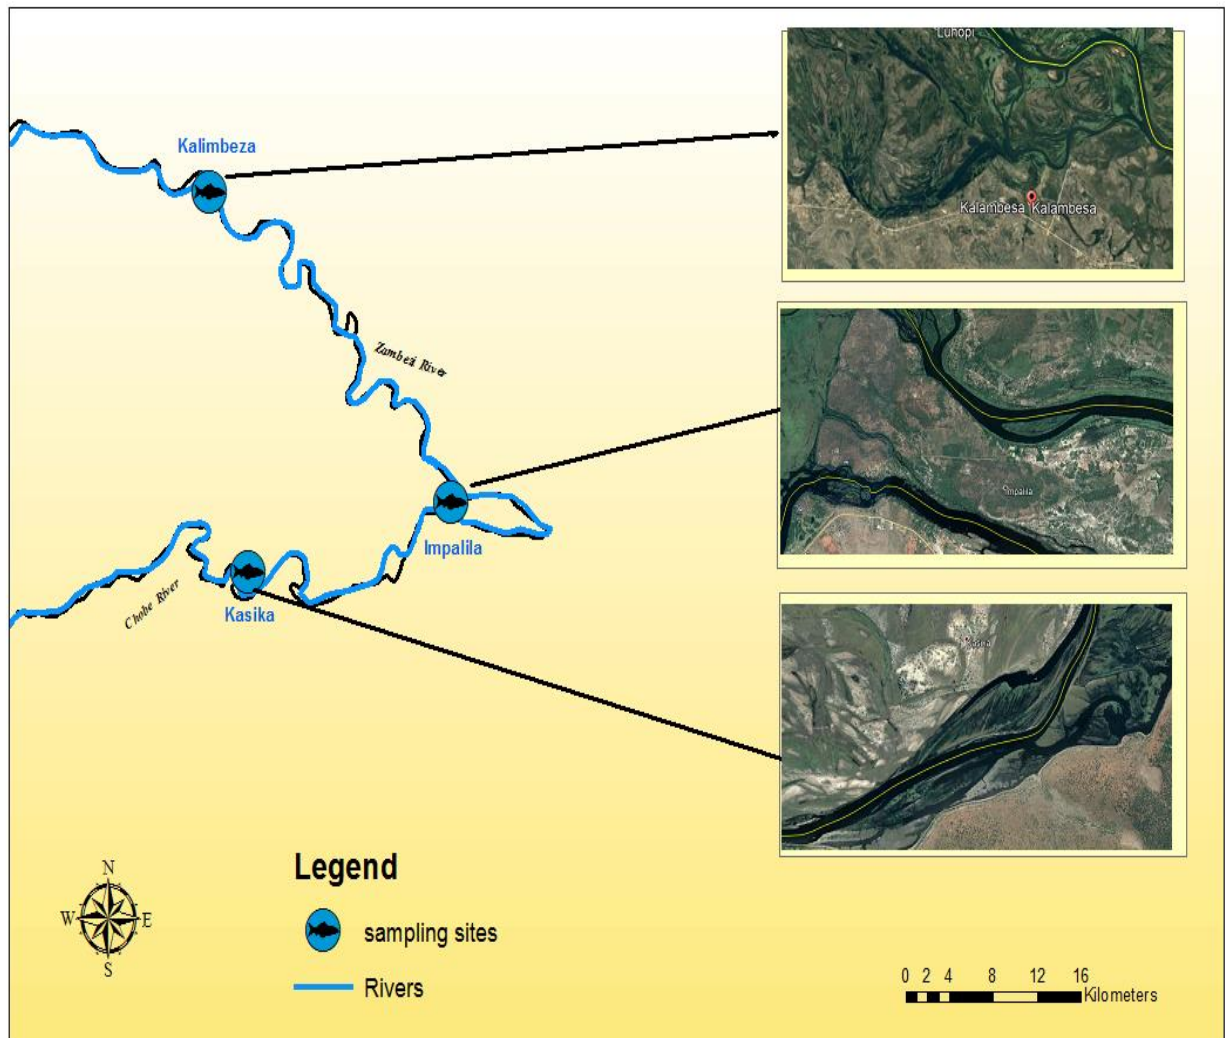 Luhopi
Kalimbeza
Kalambesa Kalambesa
Zambezi River
Impalila
Impalila
Chobe River
Kasika
Legend
N
W E
S
sampling sites
Rivers
0 2 4 8 12 16
Kilometers